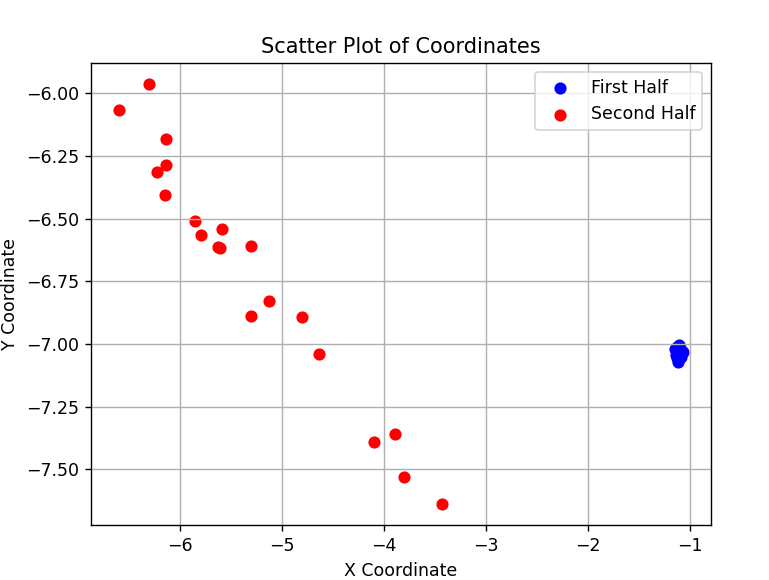 Scatter Plot of Coordinates
First Half
Second Half
−6.00
−6.25
−6.50
−6.75
−7.00
−7.25
−7.50
Y Coordinate
−6
−5
−4
−3
−2
−1
X Coordinate